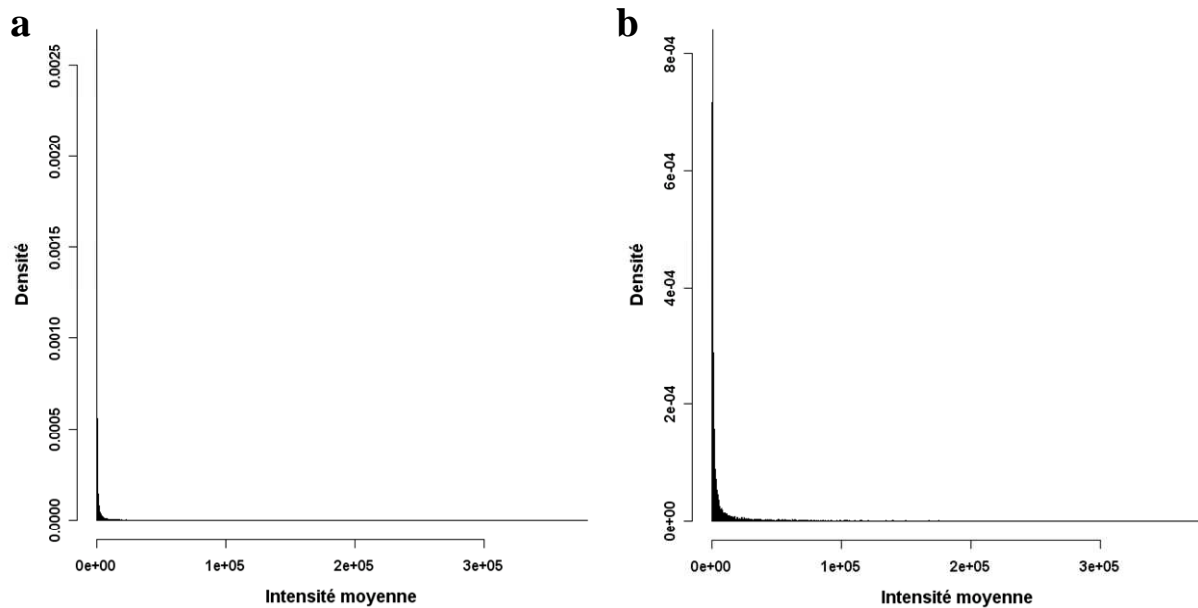 a
0.0025
0.0020
0.0015
0.0010
0.0005
0.0000
Densité
0e+00 1e+05 2e+05 3e+05
Intensité moyenne
b
8e-04
6e-04
4e-04
2e-04
0e+00
Densité
0e+00 1e+05 2e+05 3e+05
Intensité moyenne